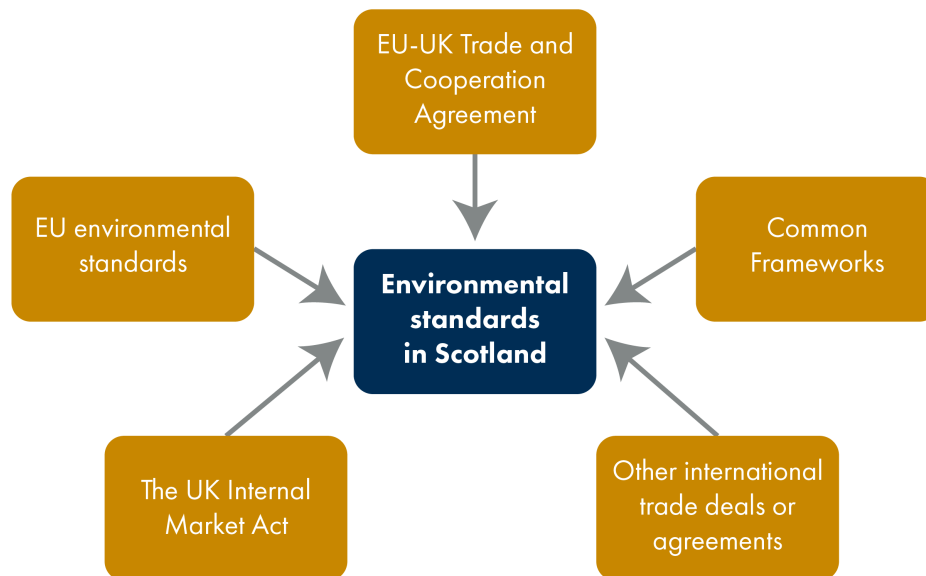 EU-UK Trade and
Cooperation
Agreement
EU environmental
standards
Common
Frameworks
Environmental
standards
in Scotland
The UK Internal
Market Act
Other international
trade deals or
agreements